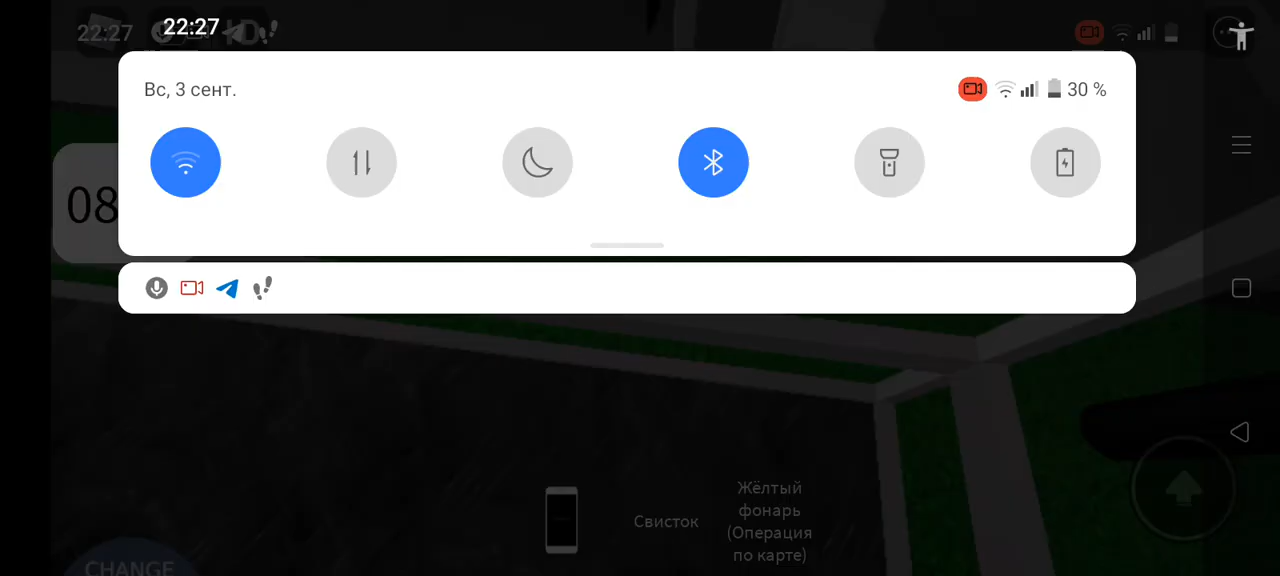 22:27
22:27
Вс, 3 сент.
30 %
08
Свисток
Жёлтый
фонарь
(Операция
по карте)
CHANGE